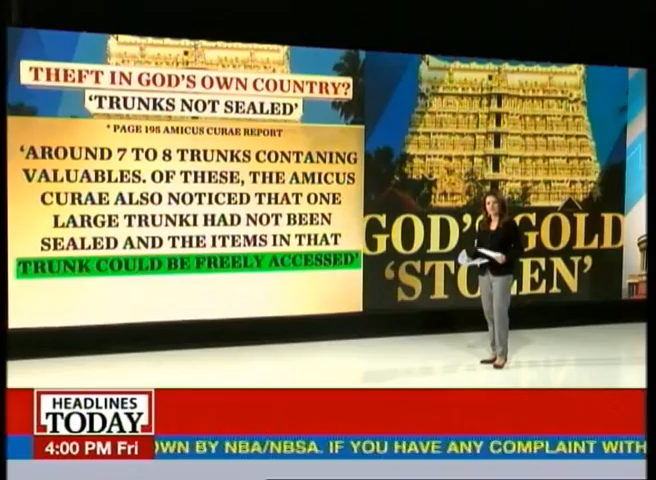 THEFT IN GOD'S OWN COUNTRY?
'TRUNKS NOT SEALED'
* PAGE 195 AMICUS CURAE REPORT
'AROUND 7 TO 8 TRUNKS CONTANING
VALUABLES. OF THESE, THE AMICUS
CURAE ALSO NOTICED THAT ONE
LARGE TRUNKI HAD NOT BEEN
SEALED AND THE ITEMS IN THAT
TRUNK COULD BE FREELY ACCESSED'
GOD'S GOLD
'STOLEN'
HEADLINES
TODAY
4:00 PM Fri
OWN BY NBA/NBSA. IF YOU HAVE ANY COMPLAINT WITH